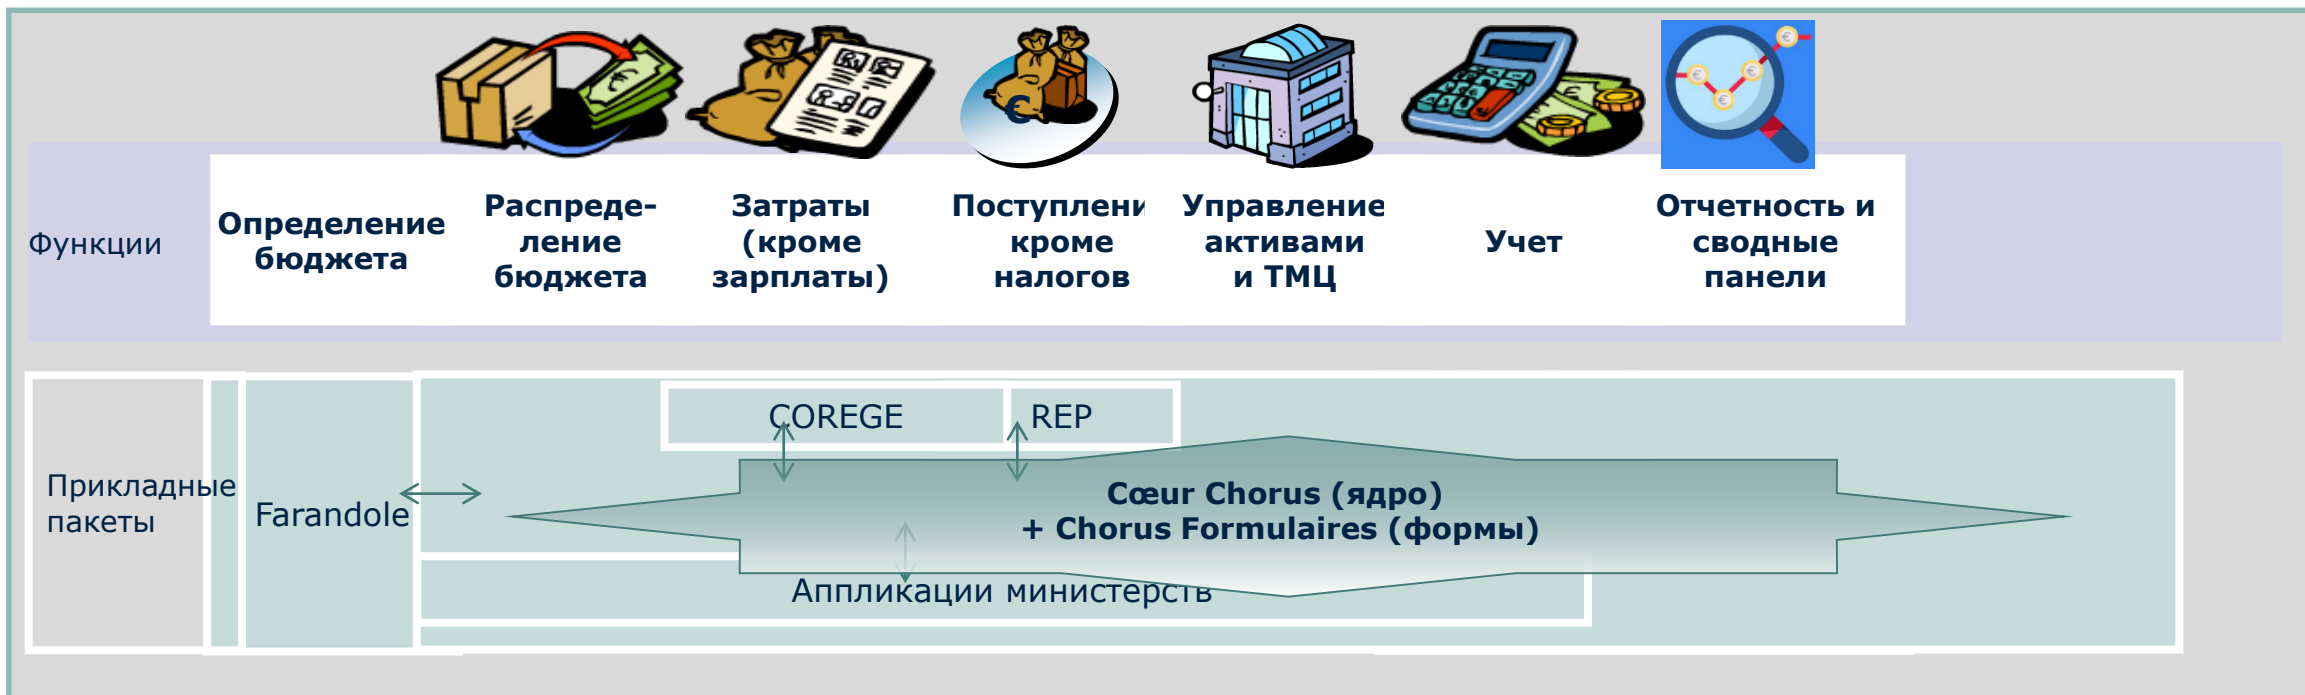 Функции
Определение
бюджета
Распреде-
ление
бюджета
Затраты
(кроме
зарплаты)
€
Поступлени
кроме
налогов
Управление
активами
и ТМЦ
Учет
Отчетность и
сводные
панели
Прикладные
пакеты
Farandole
COREGE
REP
Cœur Chorus (ядро)
+ Chorus Formulaires (формы)
Аппликации министерств